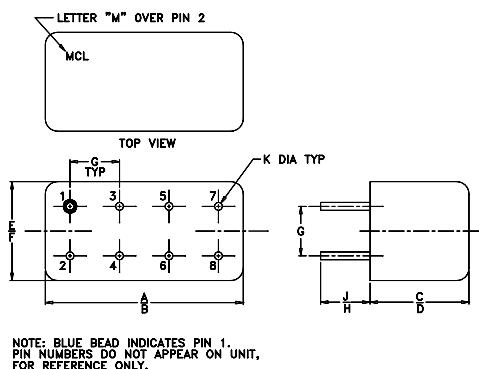 LETTER "M" OVER PIN 2
MCL
TOP VIEW
G
TYP
K DIA TYP
1 3 5 7
E
F
G
2 4 6 8
A
B
J
H
C
D
NOTE: BLUE BEAD INDICATES PIN 1.
PIN NUMBERS DO NOT APPEAR ON UNIT,
FOR REFERENCE ONLY.